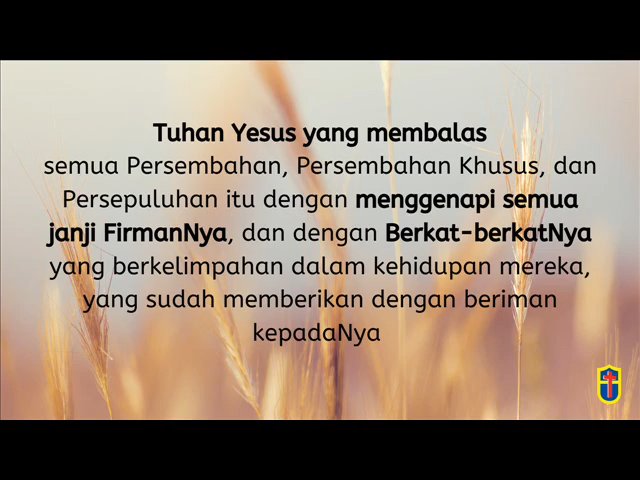 Tuhan Yesus yang membalas
semua Persembahan, Persembahan Khusus, dan
Persepuluhan itu dengan menggenapi semua
janji FirmanNya, dan dengan Berkat-berkatNya
yang berkelimpahan dalam kehidupan mereka,
yang sudah memberikan dengan beriman
kepadaNya